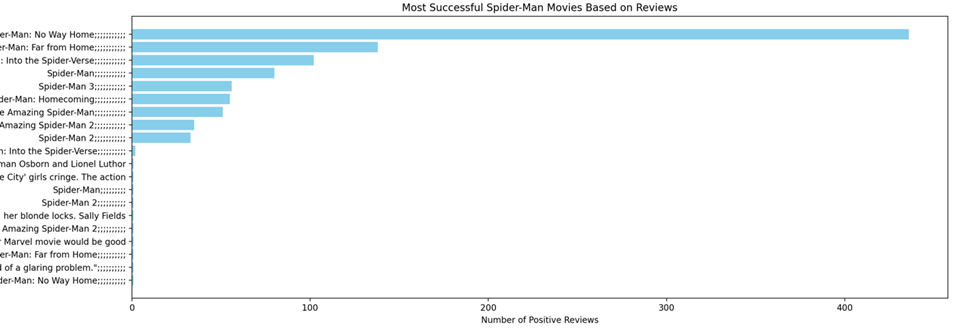 Most Successful Spider-Man Movies Based on Reviews
er-Man: No Way Home;;;;;;;;;;;
er-Man: Far from Home;;;;;;;;;;;
: Into the Spider-Verse;;;;;;;;;;;
Spider-Man;;;;;;;;;;;
Spider-Man 3;;;;;;;;;;;
der-Man: Homecoming;;;;;;;;;;;
e Amazing Spider-Man;;;;;;;;;;;
Amazing Spider-Man 2;;;;;;;;;;;
Spider-Man 2;;;;;;;;;;;
n: Into the Spider-Verse;;;;;;;;;;
man Osborn and Lionel Luthor
e City' girls cringe. The action
Spider-Man;;;;;;;;;;
Spider-Man 2;;;;;;;;;;
her blonde locks. Sally Fields
Amazing Spider-Man 2;;;;;;;;;;
r Marvel movie would be good
er-Man: Far from Home;;;;;;;;;;
d of a glaring problem.";;;;;;;;;;
der-Man: No Way Home;;;;;;;;;;
0 100 200 300 400
Number of Positive Reviews